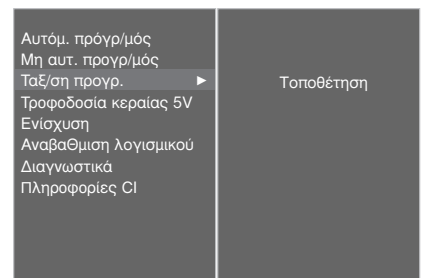 Αυτόμ. πρόγρ/μός
Μη αυτ. προγρ/μός
Ταξ/ση προγρ. ►
Τροφοδοσία κεραίας 5V
Ενίσχυση
ΑναβαΘμιση λογισμικού
Διαγνωστικά
Πληροφορίες CI
Τοποθέτηση